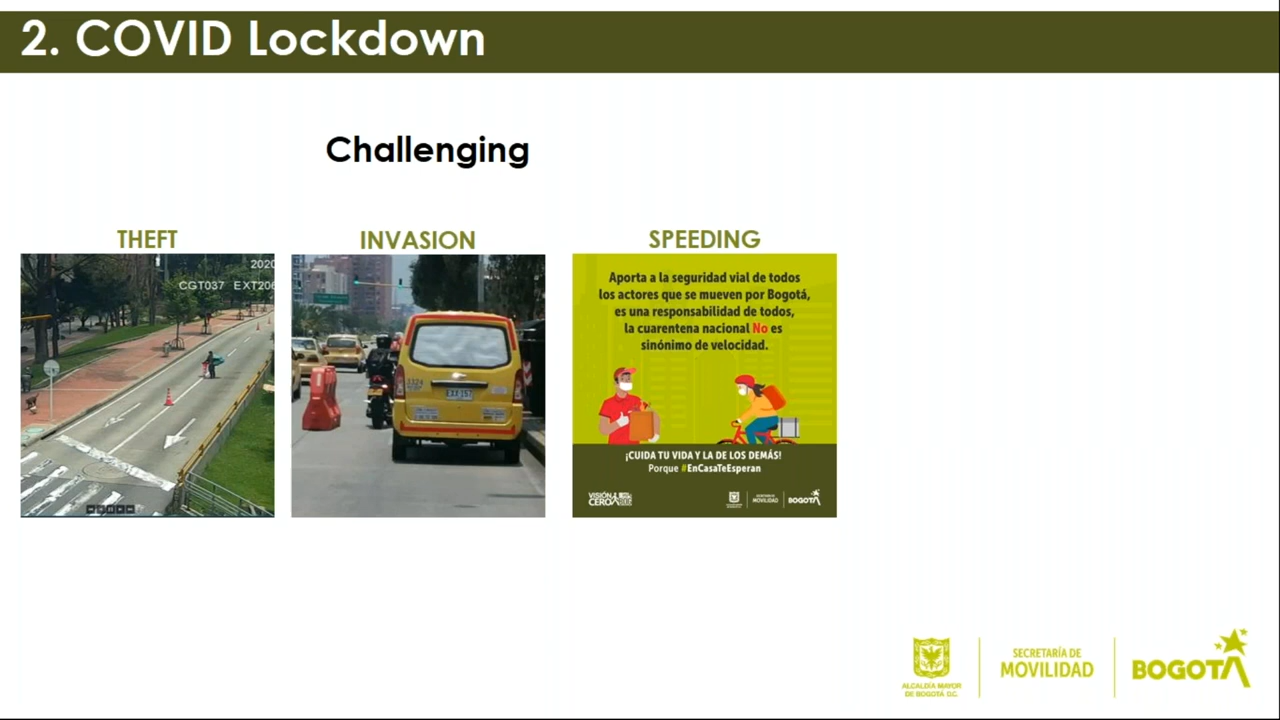 2. COVID Lockdown
Challenging
THEFT
INVASION
SPEEDING
2020
CGT037 EXT206
Aporta a la seguridad vial de todos
los actores que se mueven por Bogotá,
es una responsabilidad de todos,
la cuarentena nacional No es
sinónimo de velocidad.
¡CUIDA TU VIDA Y LA DE LOS DEMÁS!
Porque #EnCasaTeEsperan
VISIÓN
CERO
MOVILIDAD
BOGOTÁ
ALCALDÍA MAYOR
DE BOGOTÁ D.C.
SECRETARÍA DE
MOVILIDAD
BOGOTÁ